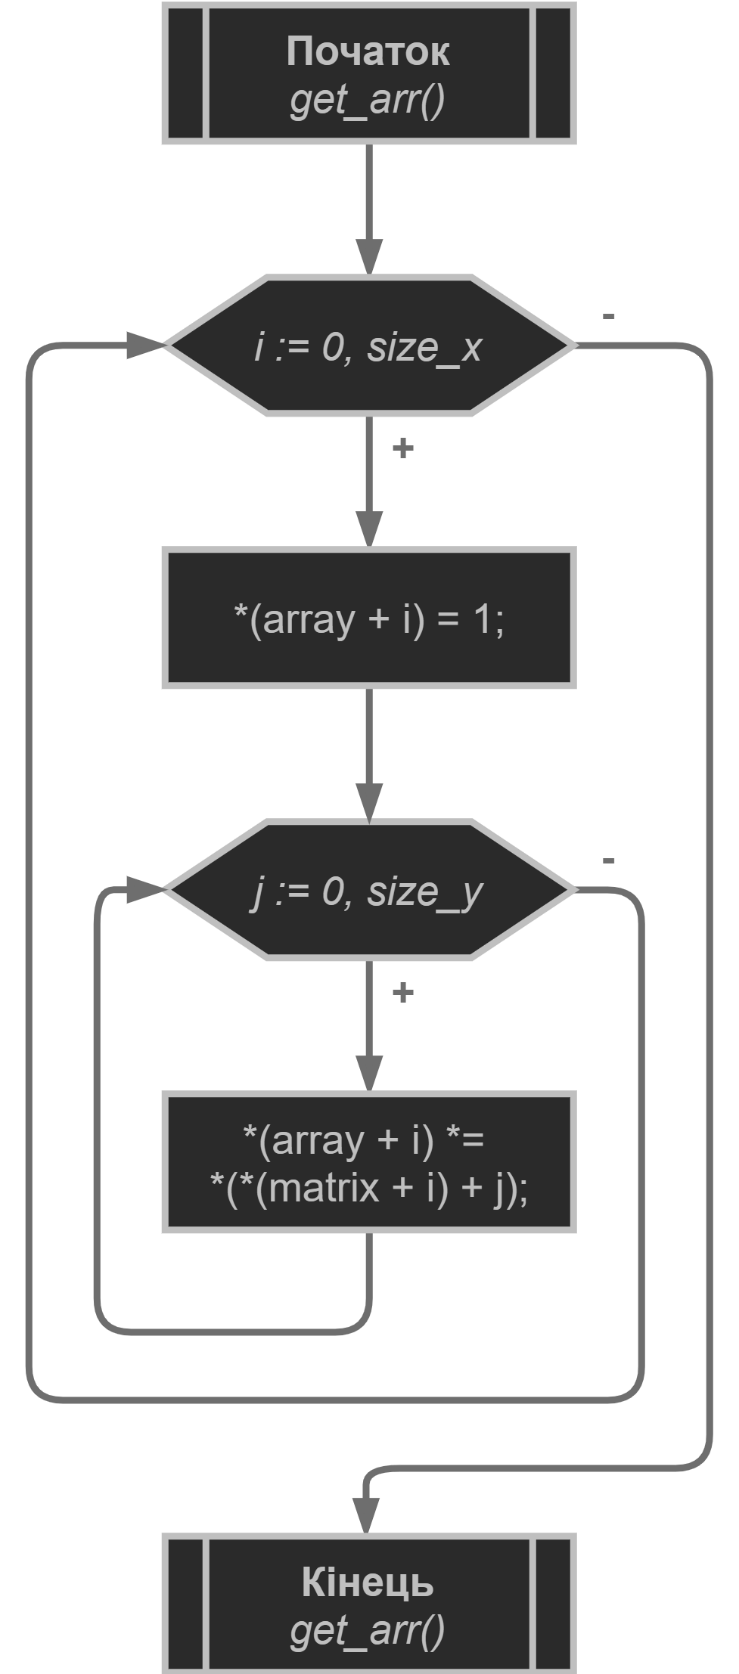 Початок
get_arr()
-
i := 0, size_x
+
*(array + i) = 1;
-
j := 0, size_y
+
*(array + i) *=
*(*(matrix + i) + j);
Кінець
get_arr()